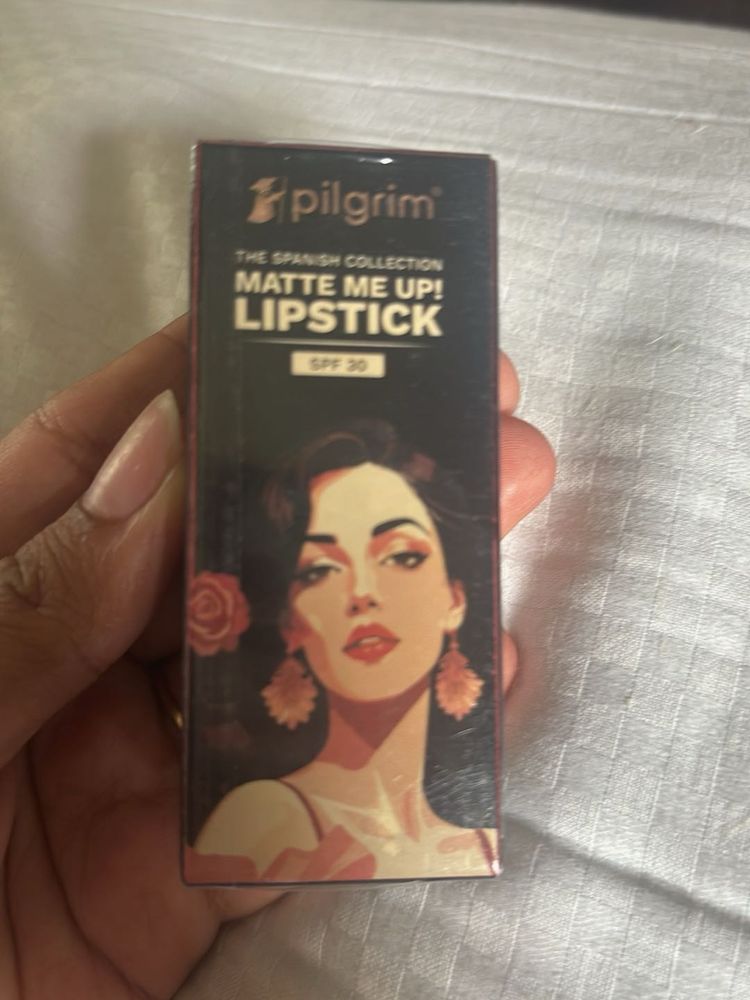 pilgrim®
THE SPANISH COLLECTION
MATTE ME UP!
LIPSTICK
SPF 30